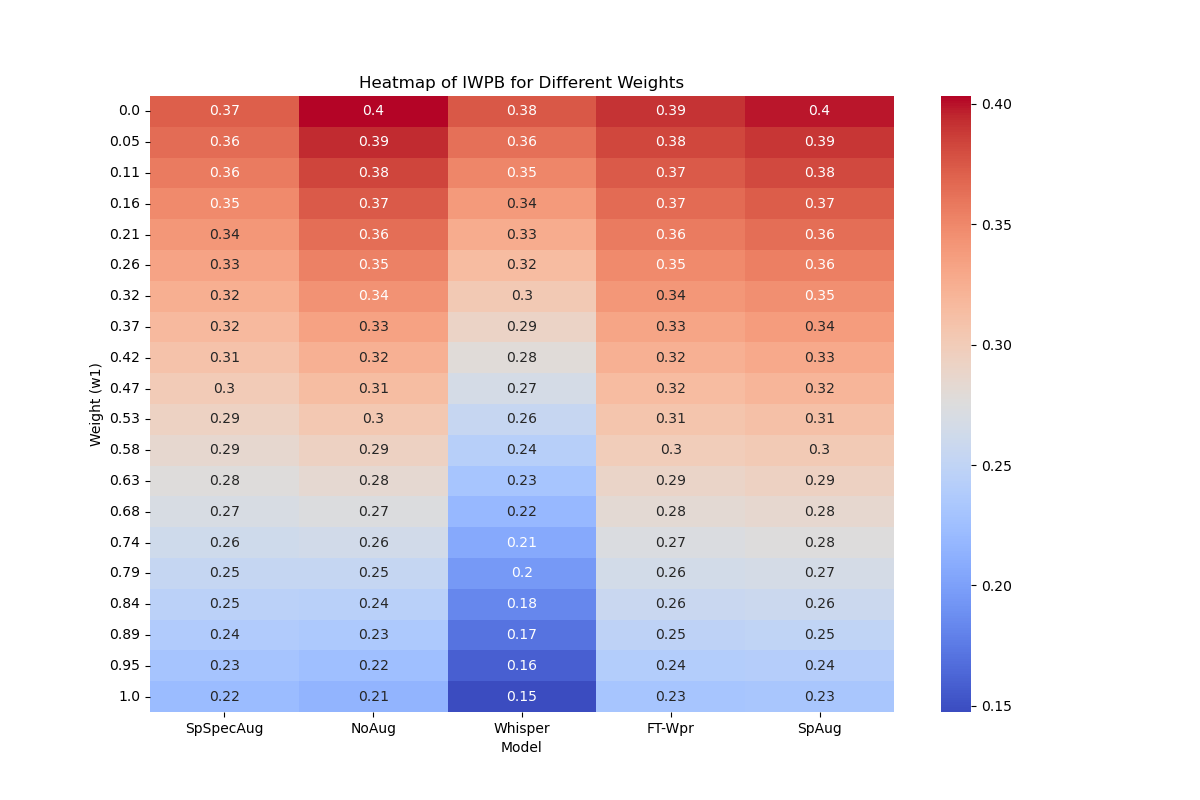 Heatmap of IWPB for Different Weights
0.0 0.37 0.4 0.38 0.39 0.4
0.05 0.36 0.39 0.36 0.38 0.39
0.11 0.36 0.38 0.35 0.37 0.38
0.16 0.35 0.37 0.34 0.37 0.37
0.21 0.34 0.36 0.33 0.36 0.36
0.26 0.33 0.35 0.32 0.35 0.36
0.32 0.32 0.34 0.3 0.34 0.35
0.37 0.32 0.33 0.29 0.33 0.34
0.42 0.31 0.32 0.28 0.32 0.33
0.47 0.3 0.31 0.27 0.32 0.32
0.53 0.29 0.3 0.26 0.31 0.31
0.58 0.29 0.29 0.24 0.3 0.3
0.63 0.28 0.28 0.23 0.29 0.29
0.68 0.27 0.27 0.22 0.28 0.28
0.74 0.26 0.26 0.21 0.27 0.28
0.79 0.25 0.25 0.2 0.26 0.27
0.84 0.25 0.24 0.18 0.26 0.26
0.89 0.24 0.23 0.17 0.25 0.25
0.95 0.23 0.22 0.16 0.24 0.24
1.0 0.22 0.21 0.15 0.23 0.23
SpSpecAug NoAug Whisper FT-Wpr SpAug
Model
Weight (w1)
0.40
0.35
0.30
0.25
0.20
0.15